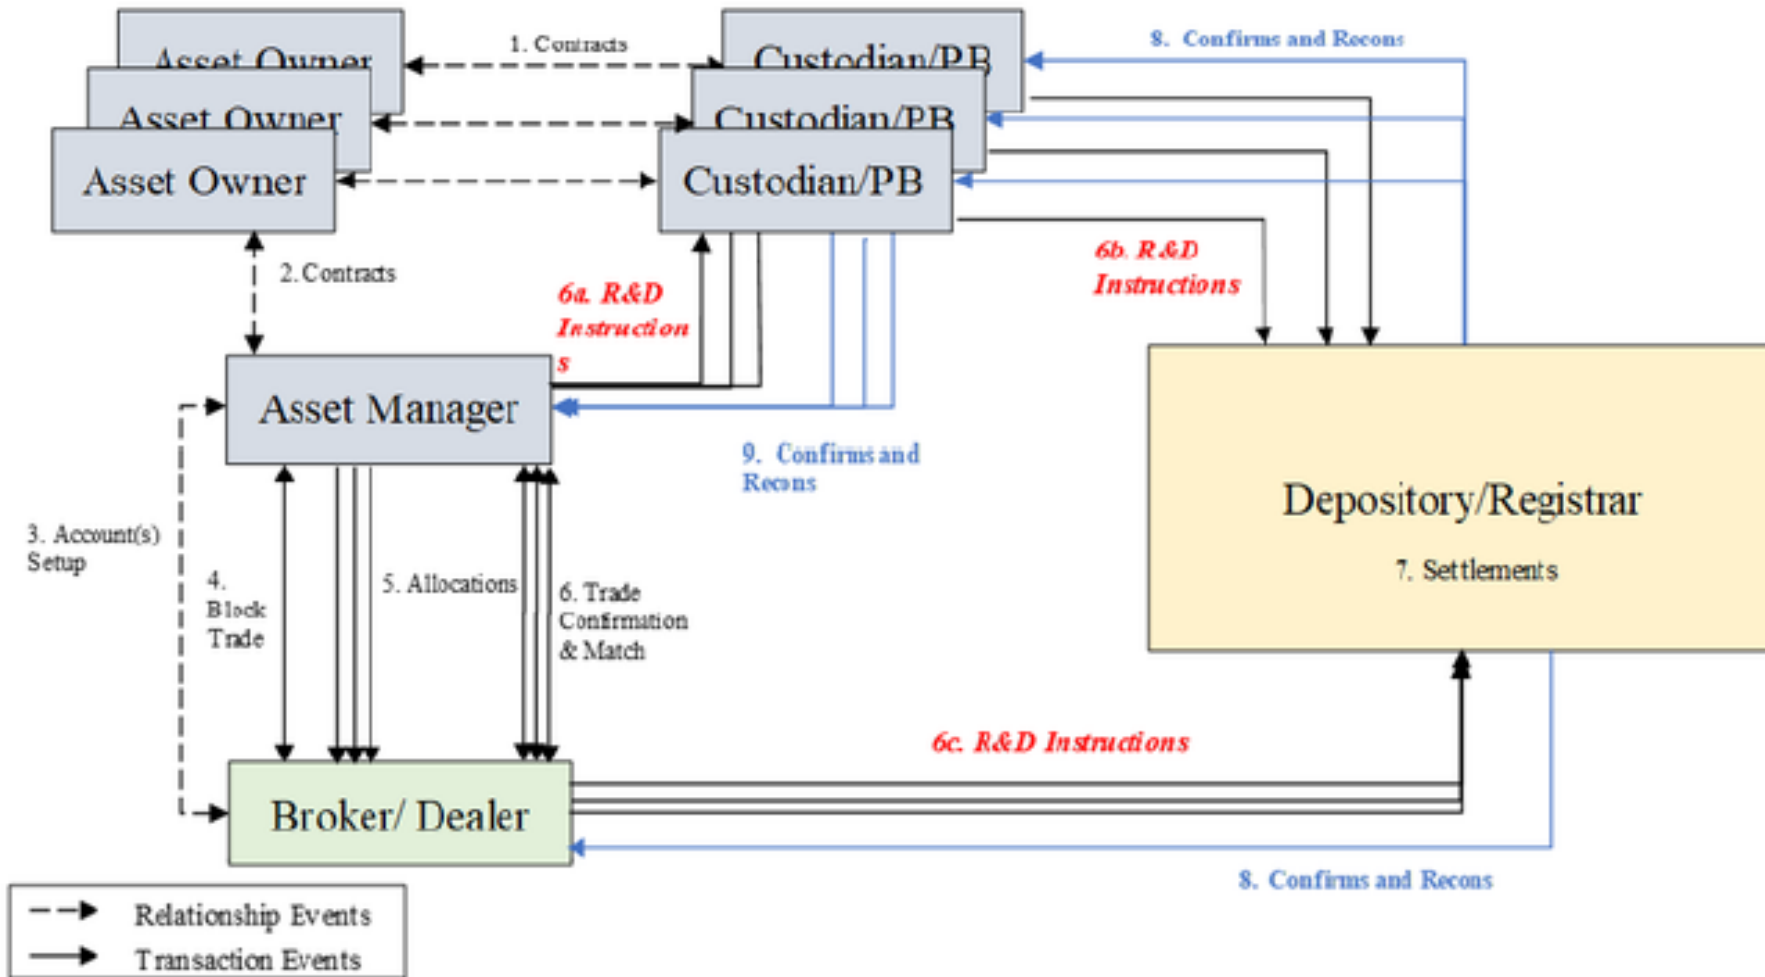 Asset Owner
1. Contracts
Custodian/PB
8. Confirms and Recons
Asset Owner
Custodian/PB
Asset Owner
Custodian/PB
2. Contracts
6a. R&D
Instruction
s
6b. R&D
Instructions
Asset Manager
9. Confirms and
Recons
Depository/Registrar
7. Settlements
3. Account(s)
Setup
4.
Block
Trade
5. Allocations
6. Trade
Confirmation
& Match
6c. R&D Instructions
Broker/ Dealer
8. Confirms and Recons
Relationship Events
Transaction Events